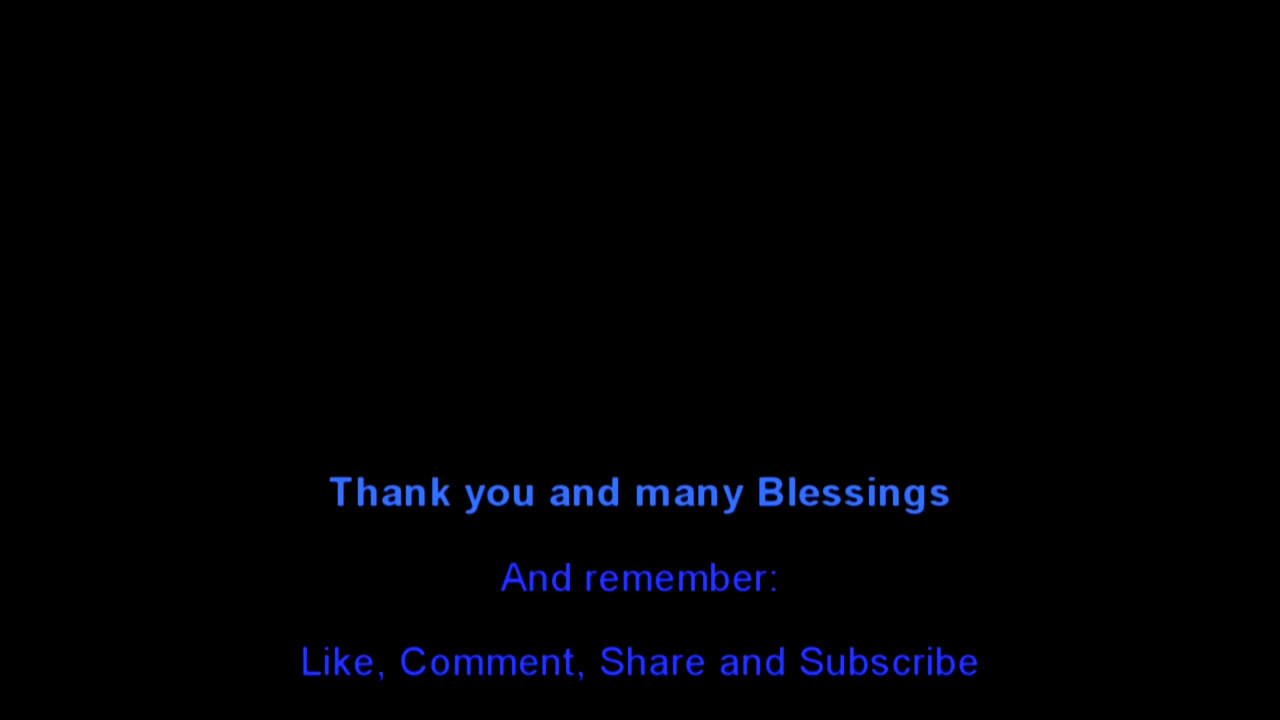 Thank you and many Blessings
And remember:
Like, Comment, Share and Subscribe